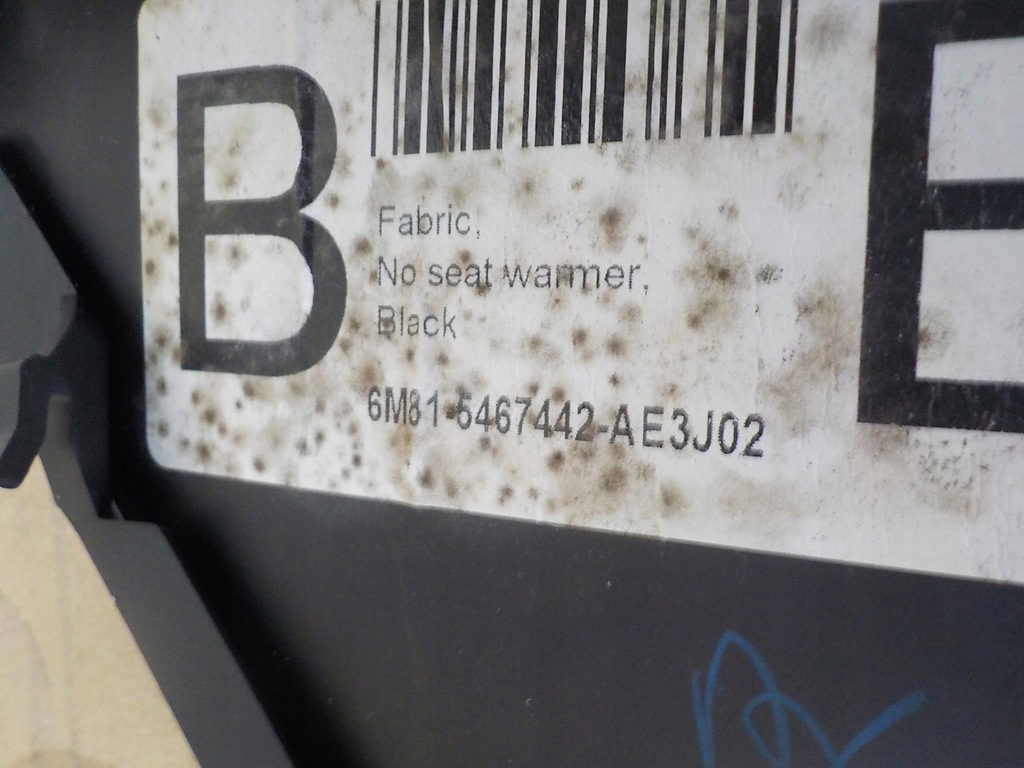 B E
Fabric,
No seat warmer,
Black
6M81-5467442-AE3J02